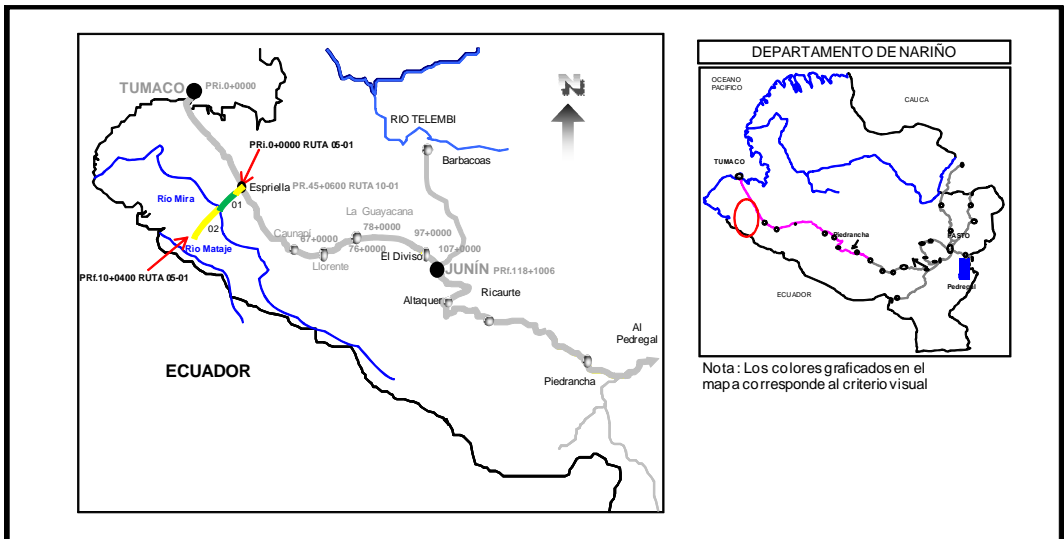 TUMACO
PRi.0+0000
N
RIO TELEMBI
PRi.0+0000 RUTA 05-01
Barbacoas
Espriella
PR.45+0600 RUTA 10-01
Río Mira
01
02
La Guayacana
78+0000
Caunapí
67+0000
76+0000
97+0000
Llorente
El Diviso
107+0000
Río Mataje
JUNÍN
PRf.118+1006
PRf.10+0400 RUTA 05-01
Ricaurte
Altaquer
Al
Pedregal
ECUADOR
Piedrancha
DEPARTAMENTO DE NARIÑO
OCEANO
PACIFICO
CAUCA
TUMACO
Piedrancha
PASTO
Pedregal
ECUADOR
Nota: Los colores graficados en el
mapa corresponde al criterio visual